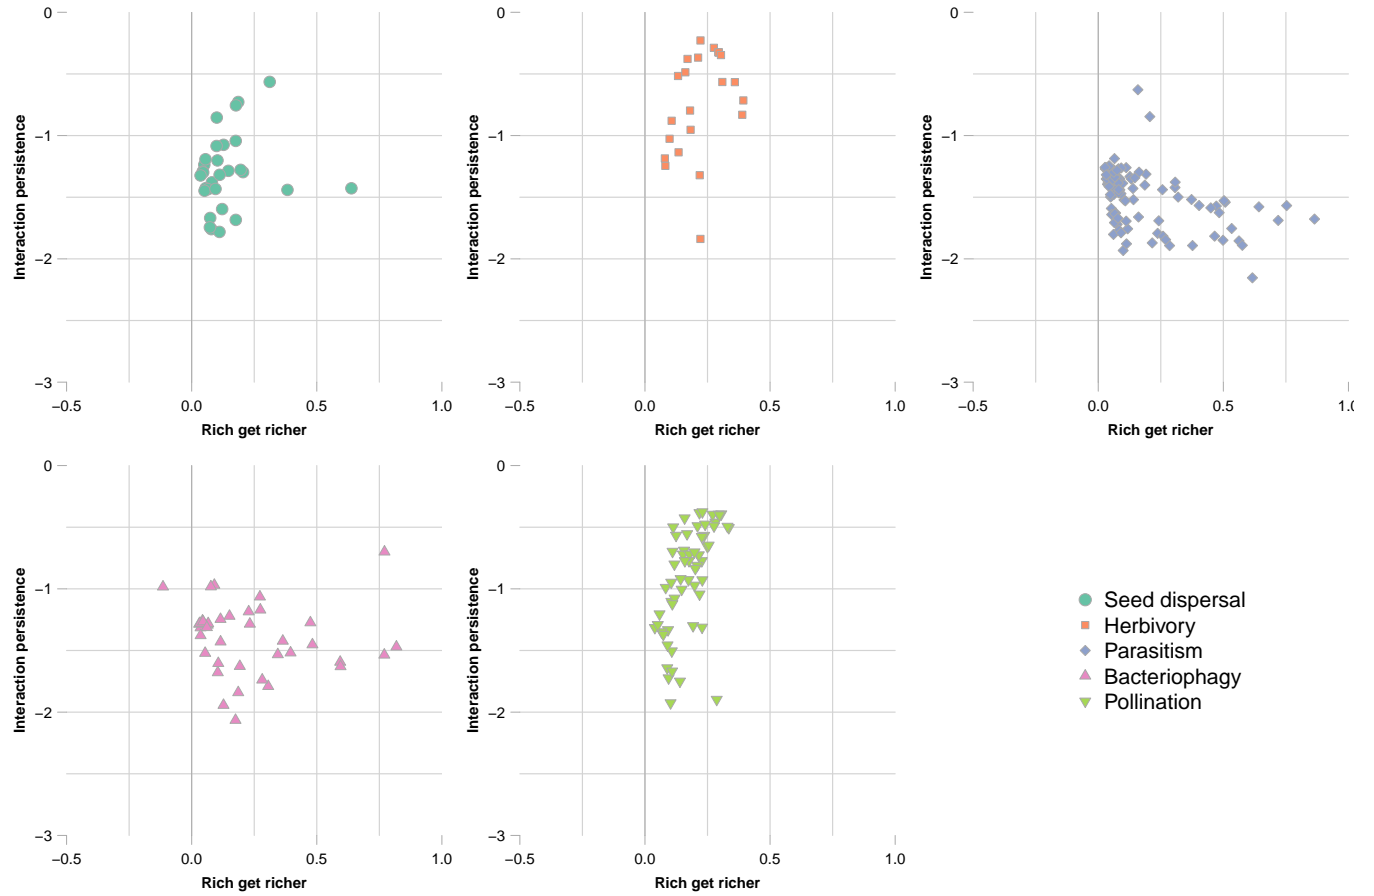 0
−1
−2
−3
−0.5
0.0
0.5
1.0
Rich get richer
Interaction persistence
0
−1
−2
−3
−0.5
0.0
0.5
1.0
Rich get richer
Interaction persistence
0
−1
−2
−3
−0.5
0.0
0.5
1.0
Rich get richer
Interaction persistence
0
−1
−2
−3
−0.5
0.0
0.5
1.0
Rich get richer
Interaction persistence
0
−1
−2
−3
−0.5
0.0
0.5
1.0
Rich get richer
Interaction persistence
Seed dispersal
Herbivory
Parasitism
Bacteriophagy
Pollination